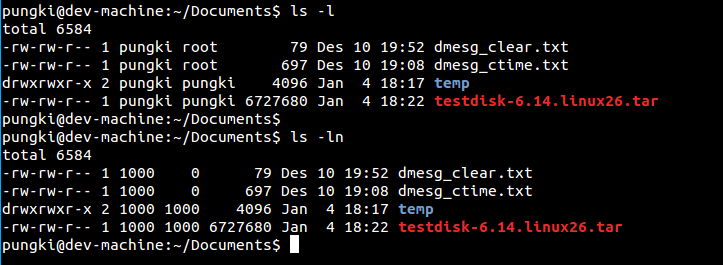 pungki@dev-machine:~/Documents$ ls -l
total 6584
-rw-rw-r-- 1 pungki root        79 Des 10 19:52 dmesg_clear.txt
-rw-rw-r-- 1 pungki root       697 Des 10 19:08 dmesg_ctime.txt
drwxrwxr-x 2 pungki pungki    4096 Jan  4 18:17 temp
-rw-rw-r-- 1 pungki pungki 6727680 Jan  4 18:22 testdisk-6.14.linux26.tar
pungki@dev-machine:~/Documents$
pungki@dev-machine:~/Documents$ ls -ln
total 6584
-rw-rw-r-- 1 1000    0      79 Des 10 19:52 dmesg_clear.txt
-rw-rw-r-- 1 1000    0     697 Des 10 19:08 dmesg_ctime.txt
drwxrwxr-x 2 1000 1000    4096 Jan  4 18:17 temp
-rw-rw-r-- 1 1000 1000 6727680 Jan  4 18:22 testdisk-6.14.linux26.tar
pungki@dev-machine:~/Documents$